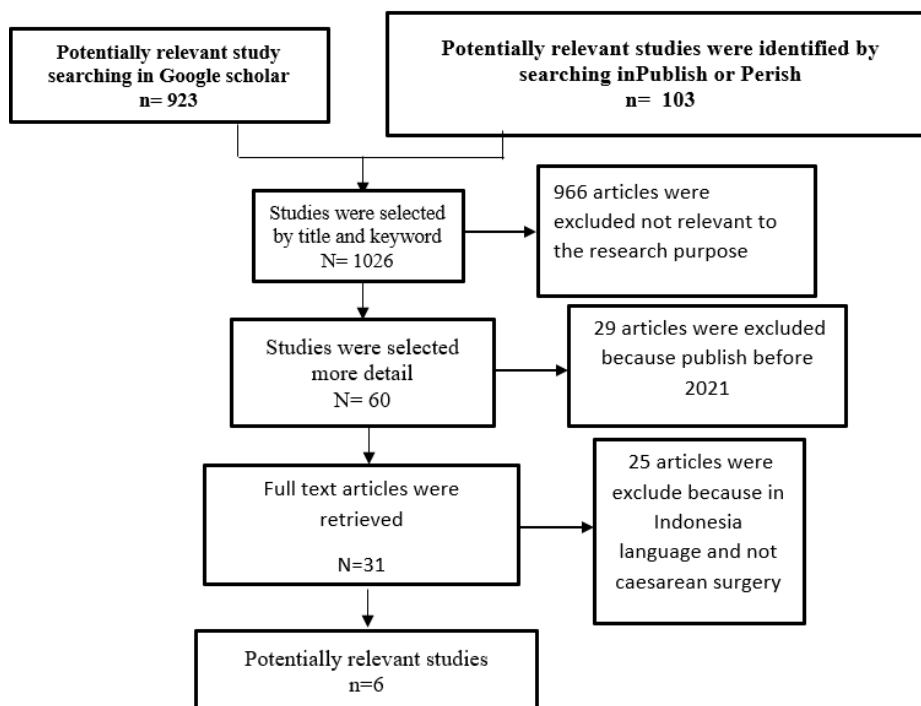 Potentially relevant study
searching in Google scholar
n= 923
Potentially relevant studies were identified by
searching inPublish or Perish
n= 103
Studies were selected
by title and keyword
N= 1026
966 articles were
excluded not relevant to
the research purpose
Studies were selected
more detail
N= 60
29 articles were excluded
because publish before
2021
Full text articles were
retrieved
N=31
25 articles were
exclude because in
Indonesia
language and not
caesarean surgery
Potentially relevant studies
n=6